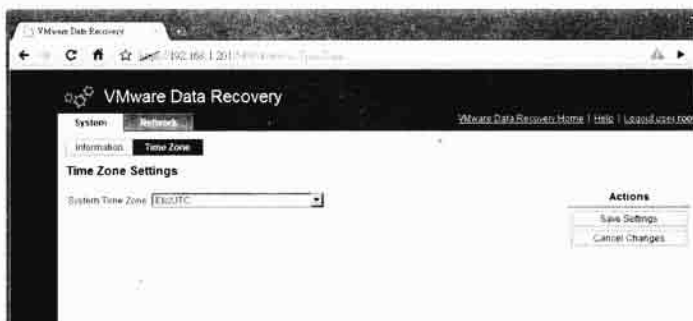 VMware Data Recovery
192.168.1.201
VMware Data Recovery
System Network
VMware Data Recovery Home | Help | Logout user root
Information Time Zone
Time Zone Settings
System Time Zone Etc/UTC
Actions
Save Settings
Cancel Changes